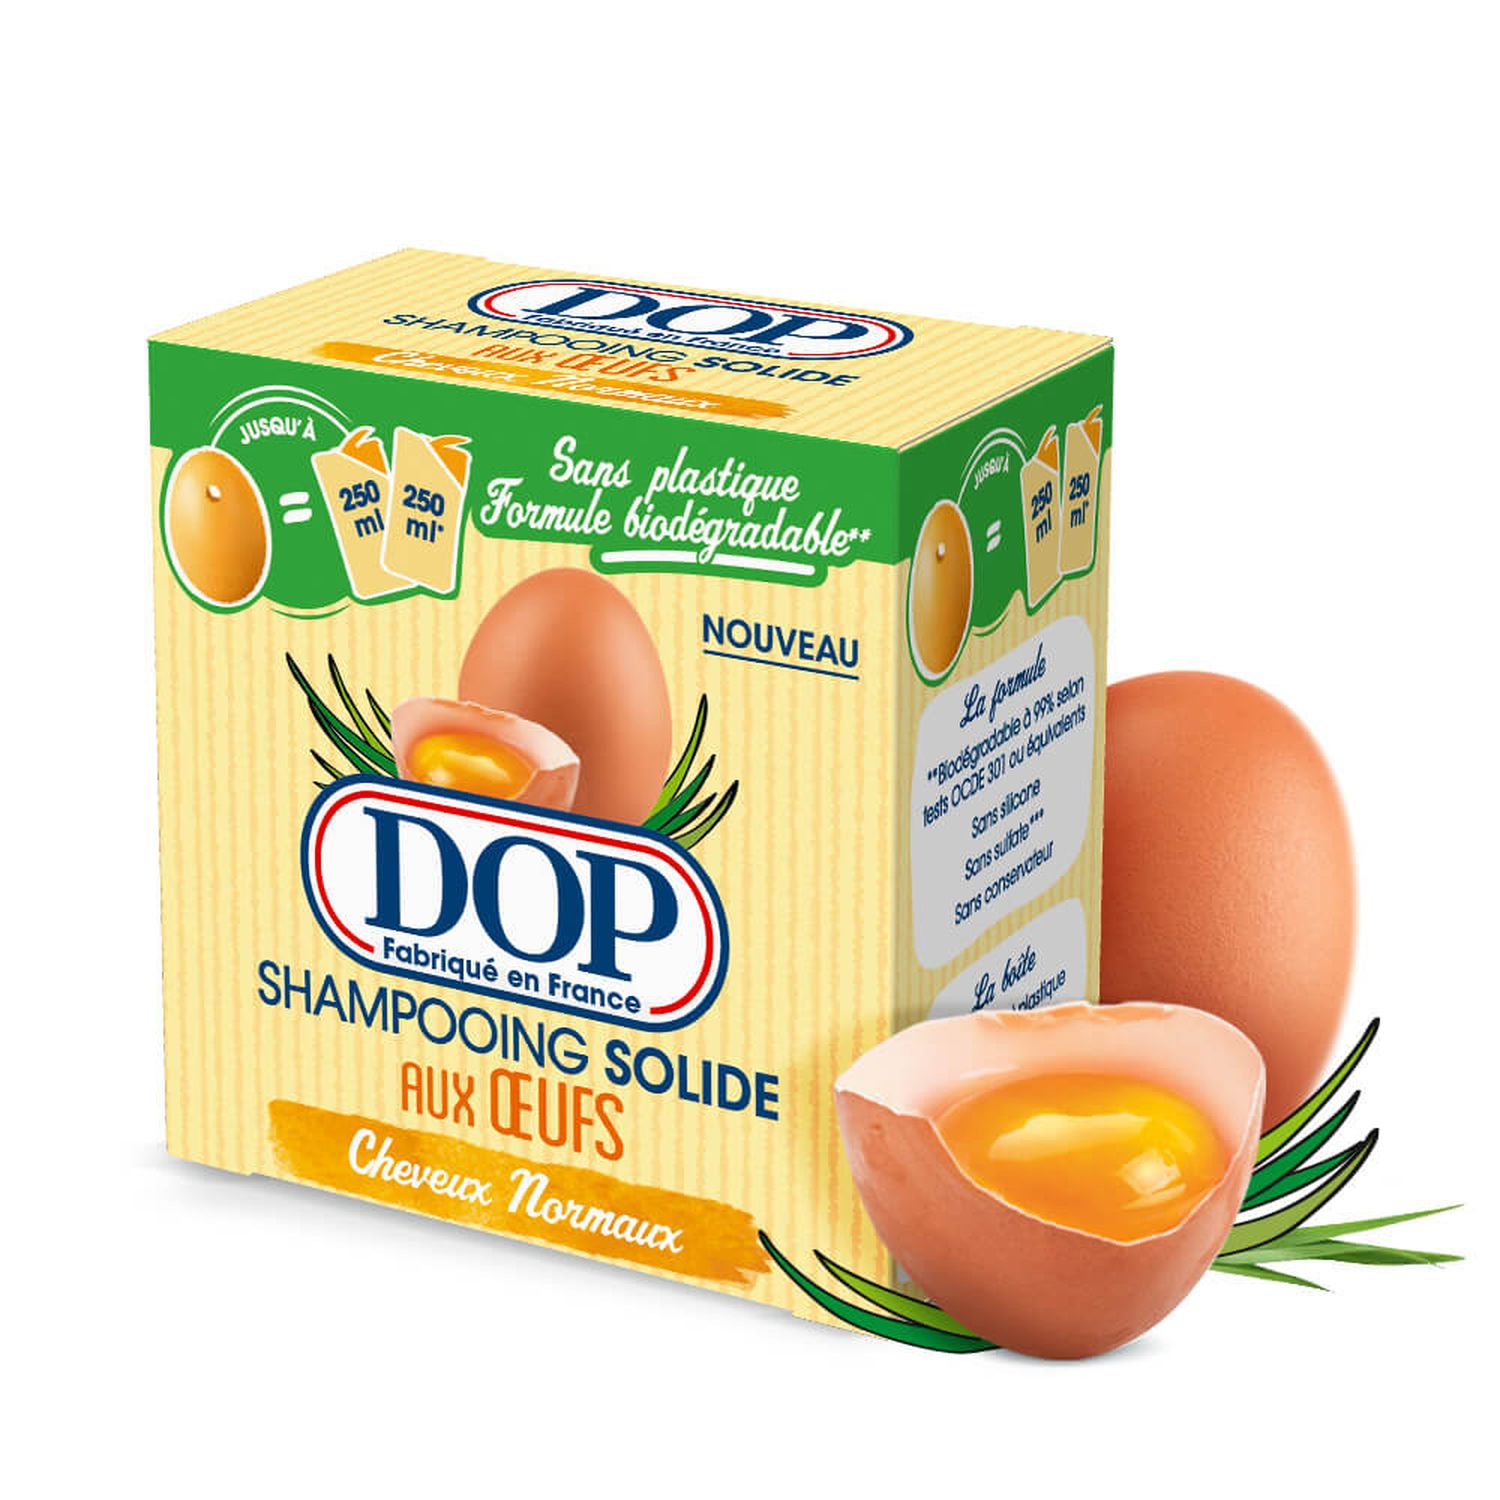 DOP
Fabriqué en France
SHAMPOOING SOLIDE
AUX ŒUFS
Cheveux Normaux
JUSQU'À
250 ml
250 ml*
Sans plastique
Formule biodégradable**
NOUVEAU
DOP
Fabriqué en France
SHAMPOOING SOLIDE
AUX ŒUFS
Cheveux Normaux
JUSQU'À
250 ml
250 ml*
La formule
**Biodégradable à 99% selon
tests OCDE 301 ou équivalents
Sans silicone
Sans sulfate***
Sans conservateur
La boîte
plastique